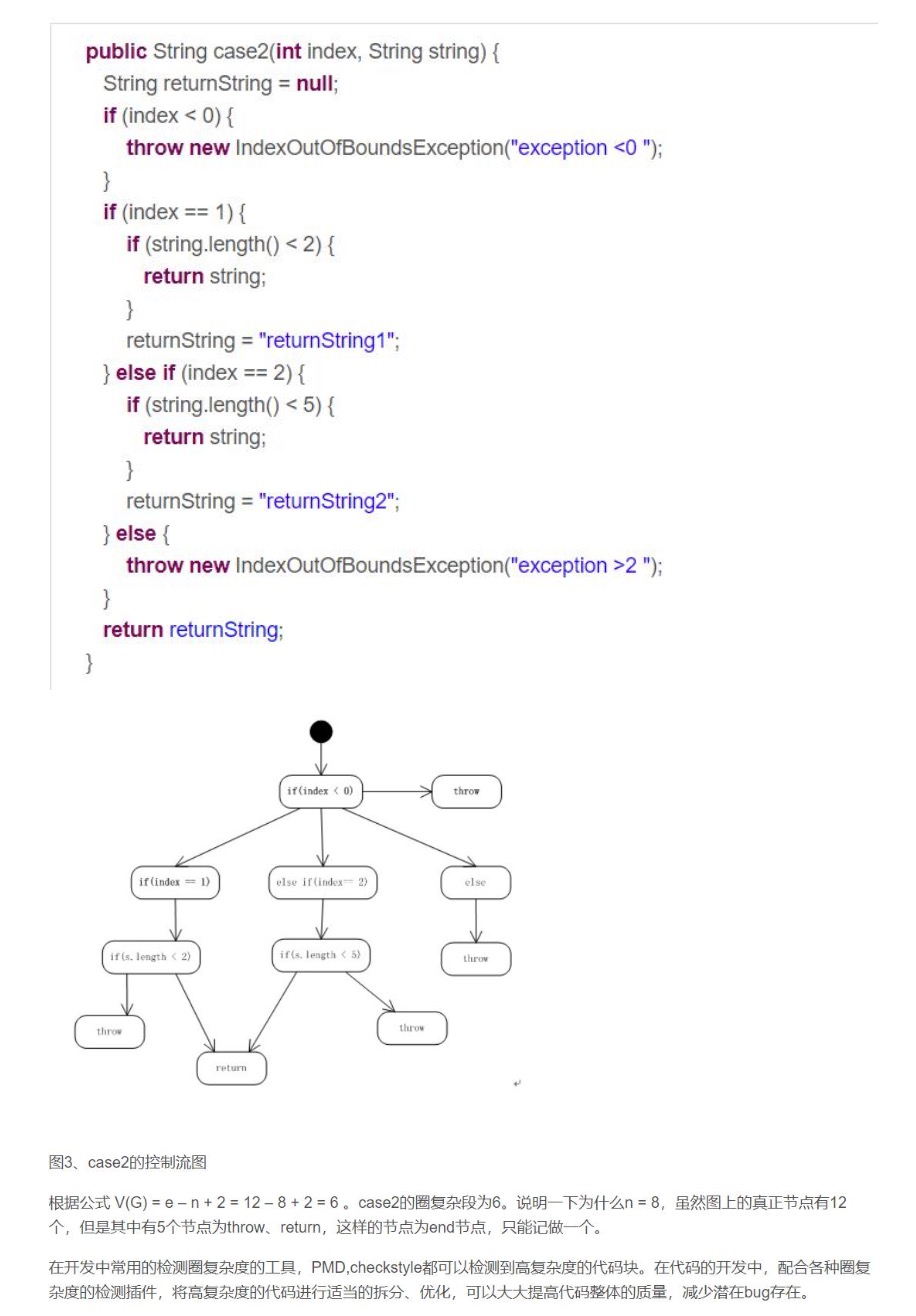 public String case2(int index, String string) {
String returnString = null;
if (index < 0) {
throw new IndexOutOfBoundsException("exception <0 ");
}
if (index == 1) {
if (string.length() < 2) {
return string;
}
returnString = "returnString1";
} else if (index == 2) {
if (string.length() < 5) {
return string;
}
returnString = "returnString2";
} else {
throw new IndexOutOfBoundsException("exception >2 ");
}
return returnString;
}
if(index < 0)
throw
if(index == 1)
else if(index== 2)
else
if(s.length < 2)
if(s.length < 5)
throw
throw
throw
return
↵
图3、case2的控制流图
根据公式 V(G) = e – n + 2 = 12 – 8 + 2 = 6 。case2的圈复杂段为6。说明一下为什么n = 8，虽然图上的真正节点有12
个，但是其中有5个节点为throw、return，这样的节点为end节点，只能记做一个。
在开发中常用的检测圈复杂度的工具，PMD,checkstyle都可以检测到高复杂度的代码块。在代码的开发中，配合各种圈复
杂度的检测插件，将高复杂度的代码进行适当的拆分、优化，可以大大提高代码整体的质量，减少潜在bug存在。